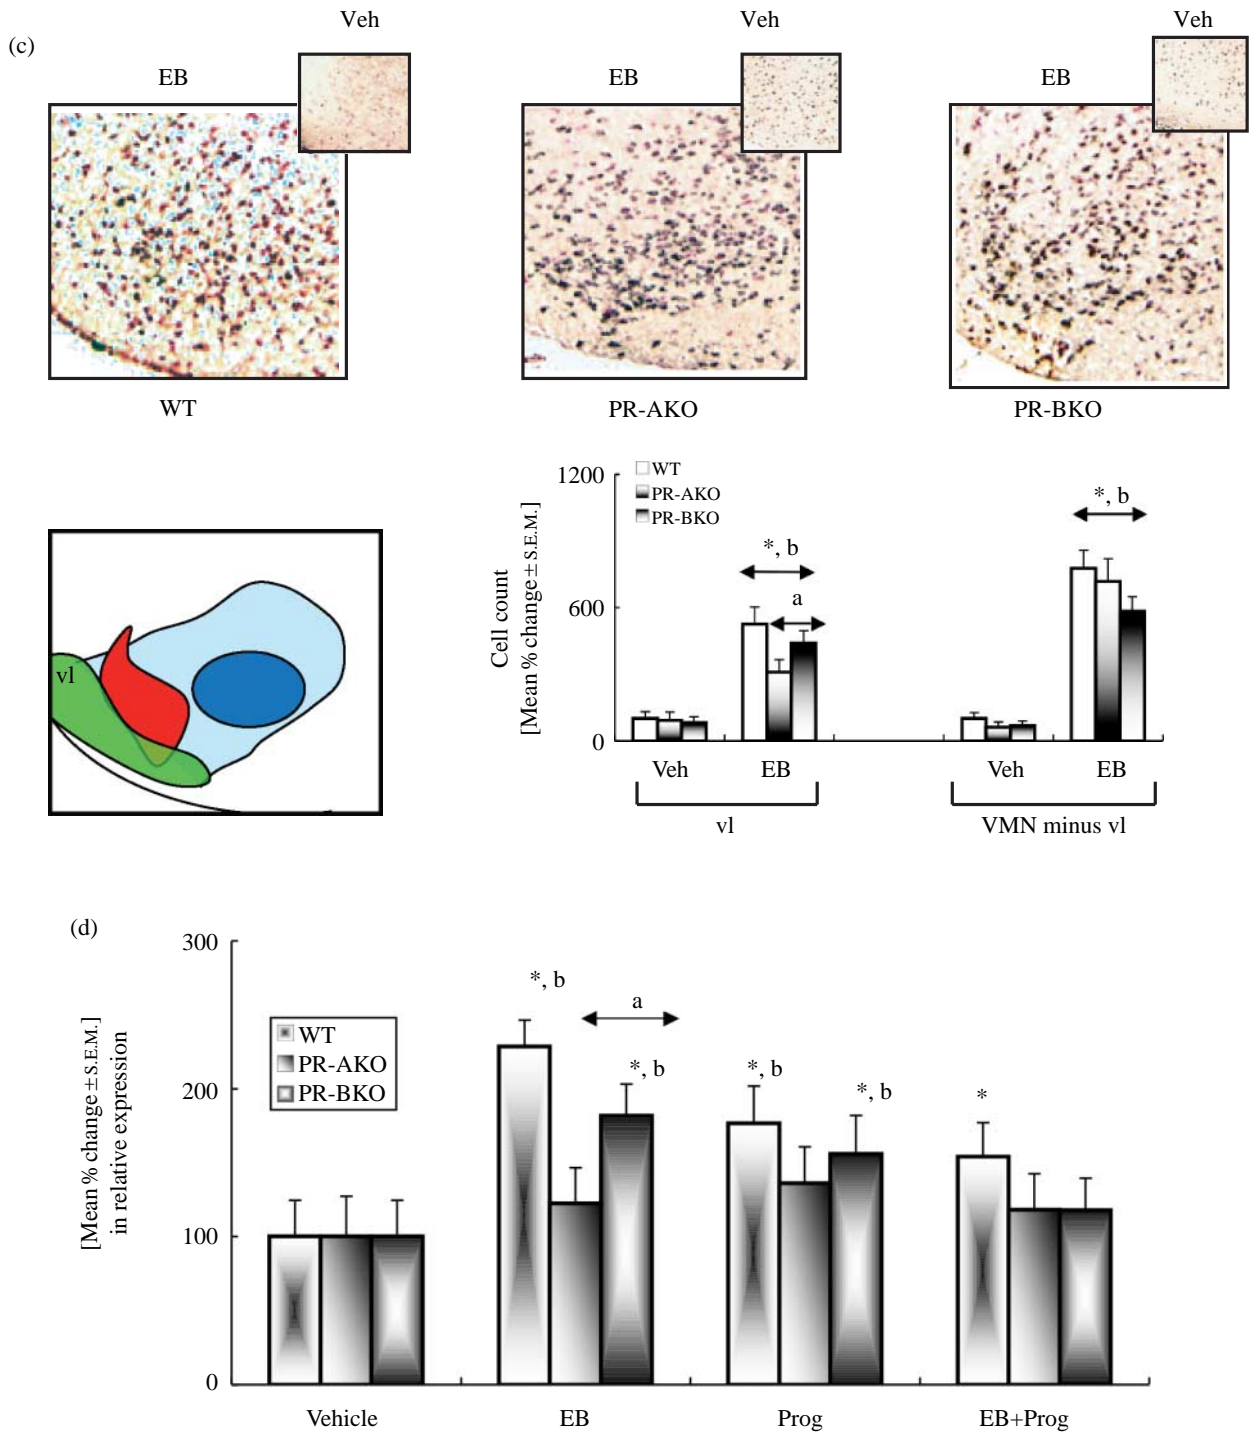 (c)
Veh
Veh
Veh
EB
EB
EB
WT
PR-AKO
PR-BKO
vl
Cell count
[Mean % change ± S.E.M.]
1200
600
0
WT
PR-AKO
PR-BKO
*, b
a
*, b
Veh
EB
Veh
EB
vl
VMN minus vl
(d)
[Mean % change ± S.E.M.]
in relative expression
300
200
100
0
WT
PR-AKO
PR-BKO
*, b
a
*, b
*, b
*, b
*
Vehicle
EB
Prog
EB+Prog